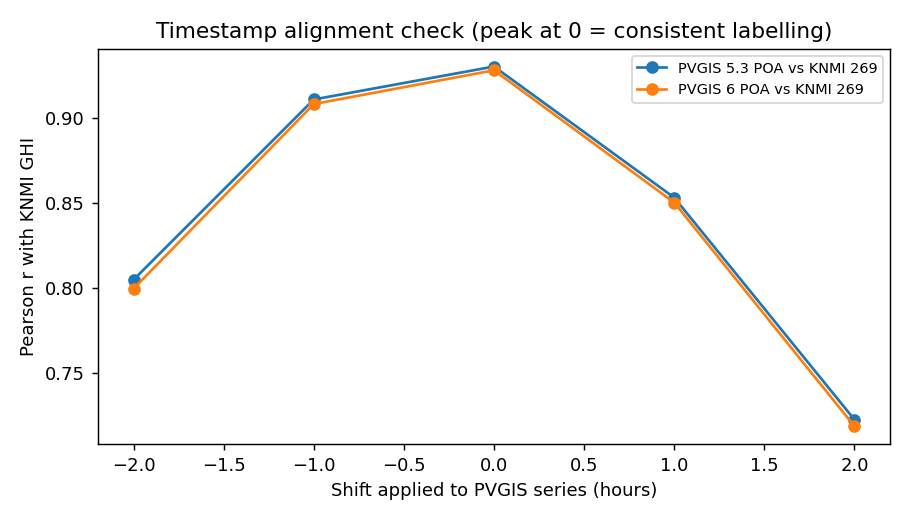 Timestamp alignment check (peak at 0 = consistent labelling)
PVGIS 5.3 POA vs KNMI 269
PVGIS 6 POA vs KNMI 269
Pearson r with KNMI GHI
0.90
0.85
0.80
0.75
−2.0 −1.5 −1.0 −0.5 0.0 0.5 1.0 1.5 2.0
Shift applied to PVGIS series (hours)